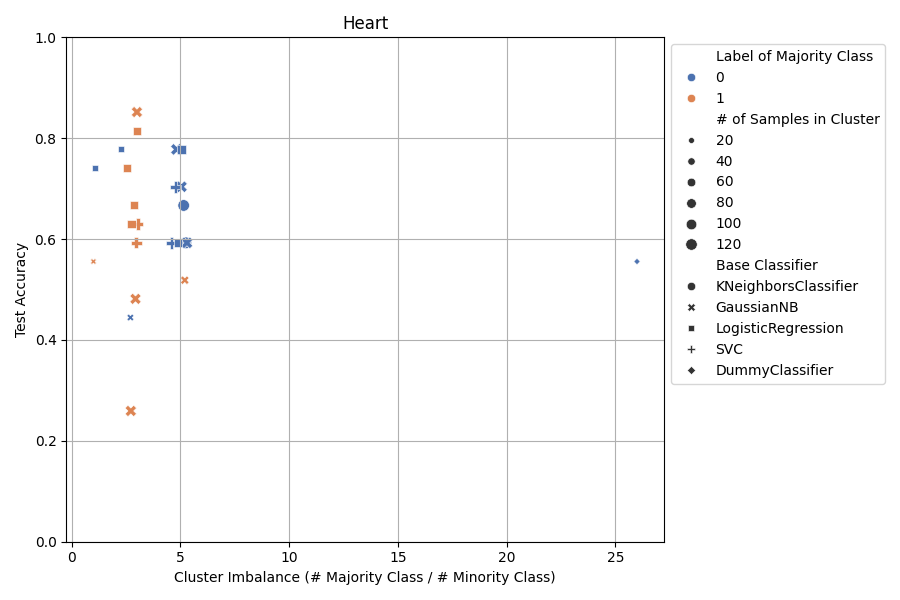 Heart
1.0
0.8
0.6
0.4
0.2
0.0
Test Accuracy
0
5
10
15
20
25
Cluster Imbalance (# Majority Class / # Minority Class)
Label of Majority Class
0
1
# of Samples in Cluster
20
40
60
80
100
120
Base Classifier
KNeighborsClassifier
GaussianNB
LogisticRegression
SVC
DummyClassifier